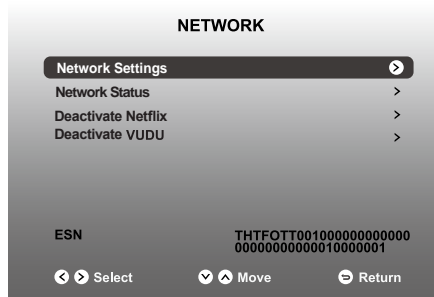 NETWORK
Network Settings
Network Status
Deactivate Netflix
Deactivate VUDU
ESN THTFOTT001000000000000
00000000000010000001
Select Move Return